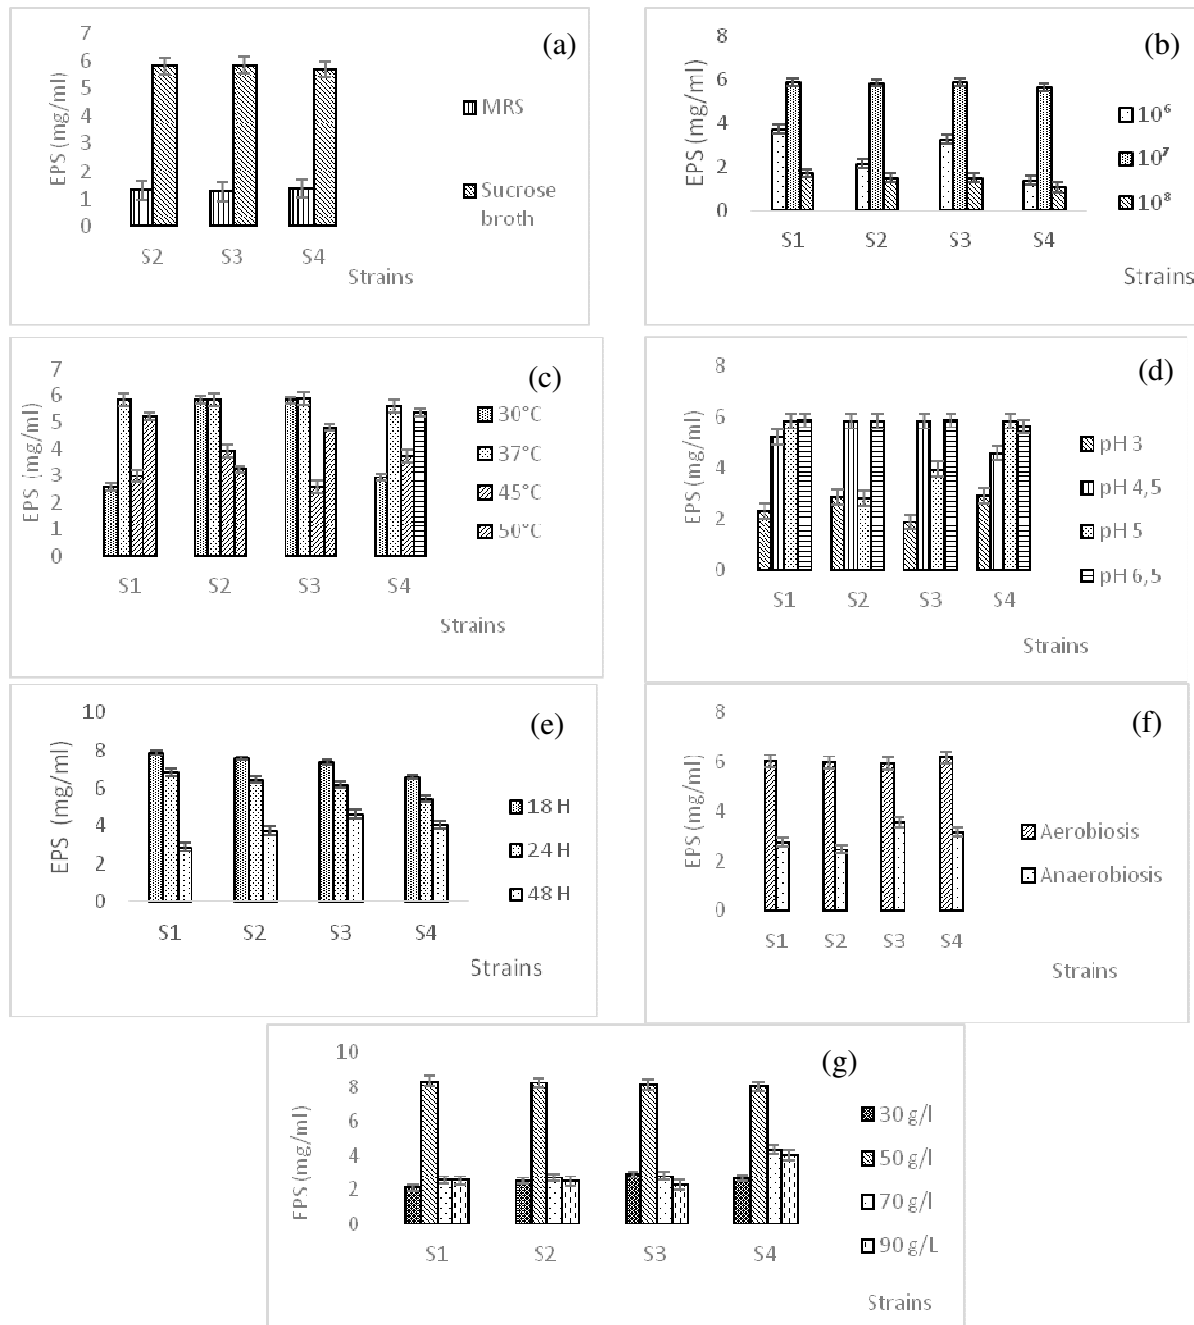 (a)
EPS (mg/ml)
7
6
5
4
3
2
1
0
S2 S3 S4
Strains
MRS
Sucrose
broth
(b)
EPS (mg/ml)
8
6
4
2
0
S1 S2 S3 S4
Strains
10⁶
10⁷
10⁸
(c)
EPS (mg/ml)
7
6
5
4
3
2
1
0
S1 S2 S3 S4
Strains
30°C
37°C
45°C
50°C
(d)
EPS (mg/ml)
8
6
4
2
0
S1 S2 S3 S4
Strains
pH 3
pH 4,5
pH 5
pH 6,5
(e)
EPS (mg/ml)
10
8
6
4
2
0
S1 S2 S3 S4
Strains
18 H
24 H
48 H
(f)
EPS (mg/ml)
8
6
4
2
0
S1 S2 S3 S4
Strains
Aerobiosis
Anaerobiosis
(g)
EPS (mg/ml)
10
8
6
4
2
0
S1 S2 S3 S4
Strains
30 g/l
50 g/l
70 g/l
90 g/L